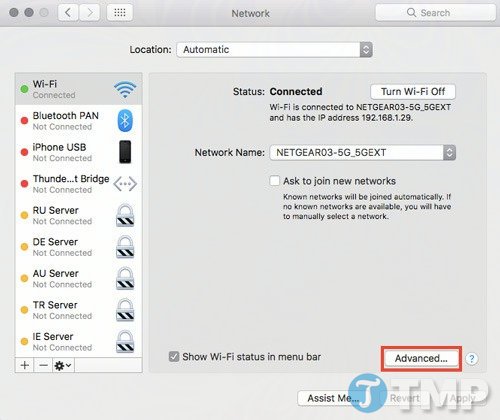 Network
Search
Location: Automatic
Wi-Fi
Connected
Bluetooth PAN
Not Connected
iPhone USB
Not Connected
Thunde...t Bridge
Not Connected
RU Server
Not Connected
DE Server
Not Connected
AU Server
Not Connected
TR Server
Not Connected
IE Server
Not Connected
Status: Connected
Turn Wi-Fi Off
Wi-Fi is connected to NETGEAR03-5G_5GEXT
and has the IP address 192.168.1.29.
Network Name: NETGEAR03-5G_5GEXT
Ask to join new networks
Known networks will be joined automatically. If
no known networks are available, you will have
to manually select a network.
Show Wi-Fi status in menu bar
Advanced...
?
Assist Me...
Revert
Apply
TMP